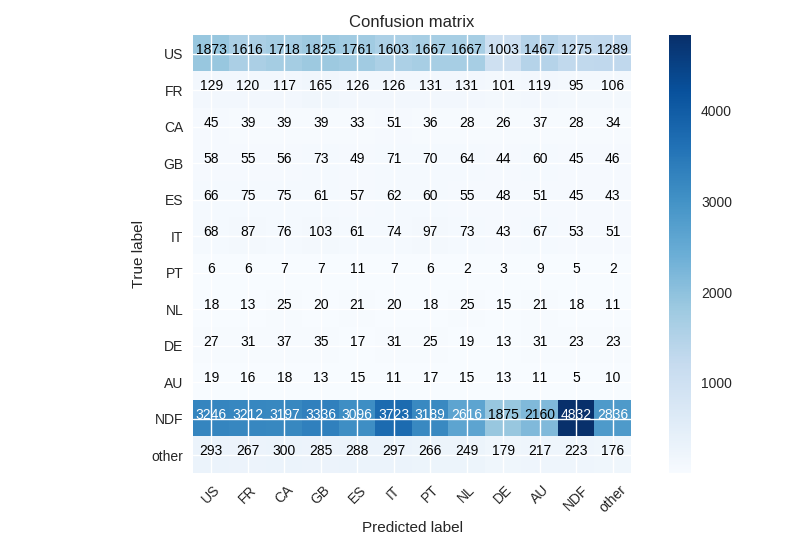 Confusion matrix
US 1873 1616 1718 1825 1761 1603 1667 1667 1003 1467 1275 1289
FR 129 120 117 165 126 126 131 131 101 119 95 106
CA 45 39 39 39 33 51 36 28 26 37 28 34
GB 58 55 56 73 49 71 70 64 44 60 45 46
ES 66 75 75 61 57 62 60 55 48 51 45 43
IT 68 87 76 103 61 74 97 73 43 67 53 51
PT 6 6 7 7 11 7 6 2 3 9 5 2
NL 18 13 25 20 21 20 18 25 15 21 18 11
DE 27 31 37 35 17 31 25 19 13 31 23 23
AU 19 16 18 13 15 11 17 15 13 11 5 10
NDF 3246 3212 3197 3336 3096 3723 3189 2616 1875 2160 4832 2836
other 293 267 300 285 288 297 266 249 179 217 223 176
US FR CA GB ES IT PT NL DE AU NDF other
Predicted label
True label
4000
3000
2000
1000